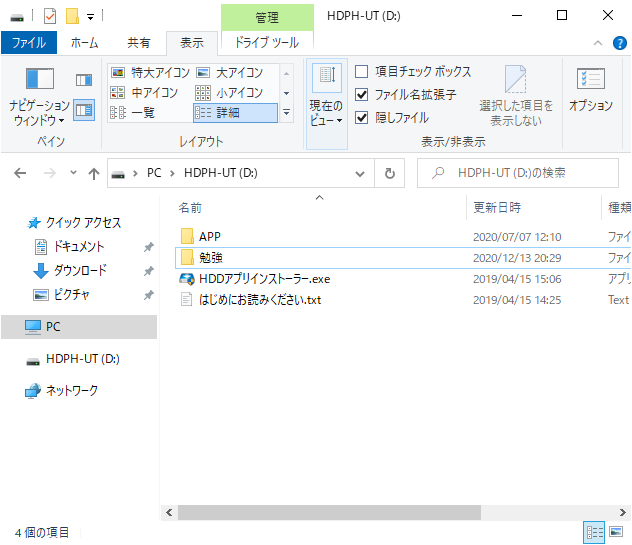 管理
HDPH-UT (D:)
ファイル
ホーム
共有
表示
ドライブ ツール
ナビゲーション
ウィンドウ
特大アイコン
大アイコン
中アイコン
小アイコン
一覧
詳細
現在の
ビュー
項目チェック ボックス
ファイル名拡張子
隠しファイル
選択した項目を
表示しない
オプション
ペイン
レイアウト
表示/非表示
PC
HDPH-UT (D:)
HDPH-UT (D:)の検索
クイック アクセス
ドキュメント
ダウンロード
ピクチャ
PC
HDPH-UT (D:)
ネットワーク
名前
更新日時
種類
APP
2020/07/07 12:10
ファイ
勉強
2020/12/13 20:29
ファイ
HDDアプリインストーラー.exe
2019/04/15 15:06
アプリ
はじめにお読みください.txt
2019/04/15 14:25
Text
4 個の項目